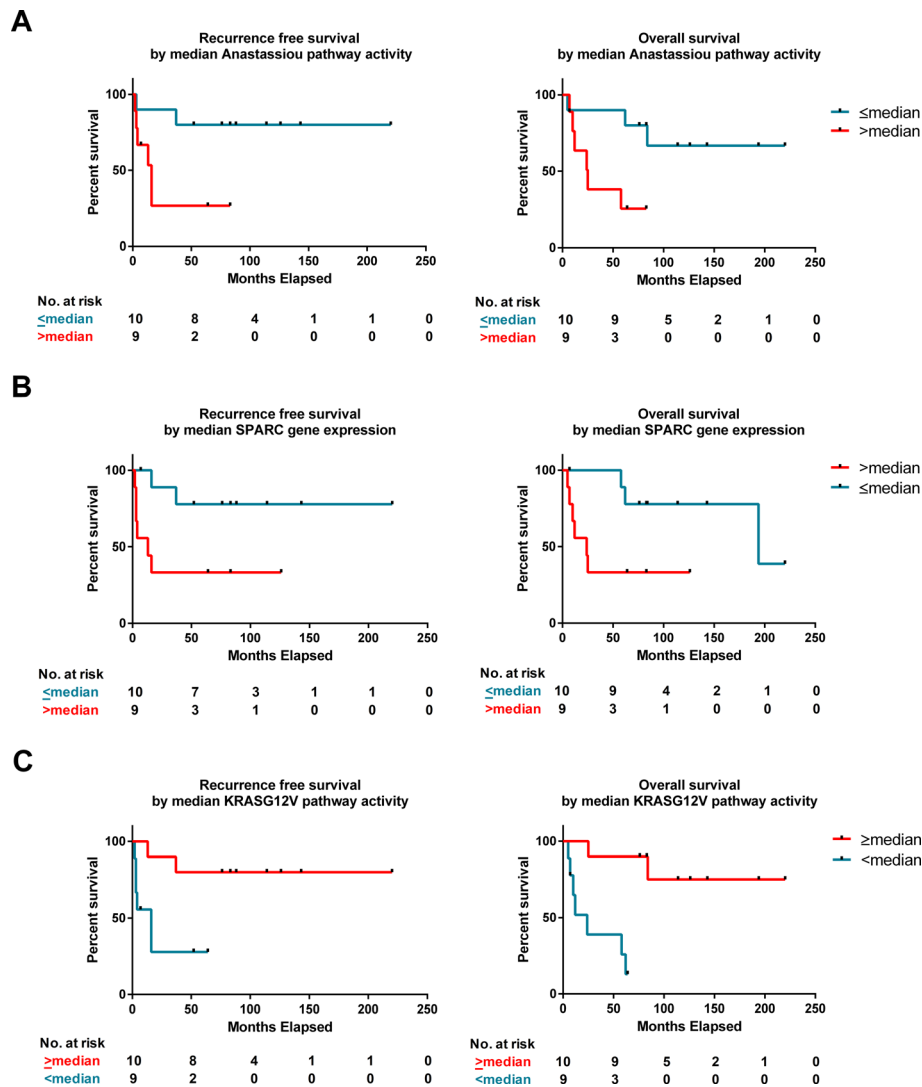 A
Recurrence free survival
by median Anastassiou pathway activity
Percent survival
100
50
0
0 50 100 150 200 250
Months Elapsed
No. at risk
≤median 10 8 4 1 1 0
>median 9 2 0 0 0 0
Overall survival
by median Anastassiou pathway activity
Percent survival
100
50
0
0 50 100 150 200 250
Months Elapsed
≤median
>median
No. at risk
≤median 10 9 5 2 1 0
>median 9 3 0 0 0 0
B
Recurrence free survival
by median SPARC gene expression
Percent survival
100
50
0
0 50 100 150 200 250
Months Elapsed
No. at risk
≤median 10 7 3 1 1 0
>median 9 3 1 0 0 0
Overall survival
by median SPARC gene expression
Percent survival
100
50
0
0 50 100 150 200 250
Months Elapsed
>median
≤median
No. at risk
≤median 10 9 4 2 1 0
>median 9 3 1 0 0 0
C
Recurrence free survival
by median KRASG12V pathway activity
Percent survival
100
50
0
0 50 100 150 200 250
Months Elapsed
No. at risk
≥median 10 8 4 1 1 0
<median 9 2 0 0 0 0
Overall survival
by median KRASG12V pathway activity
Percent survival
100
50
0
0 50 100 150 200 250
Months Elapsed
≥median
<median
No. at risk
≥median 10 9 5 2 1 0
<median 9 3 0 0 0 0